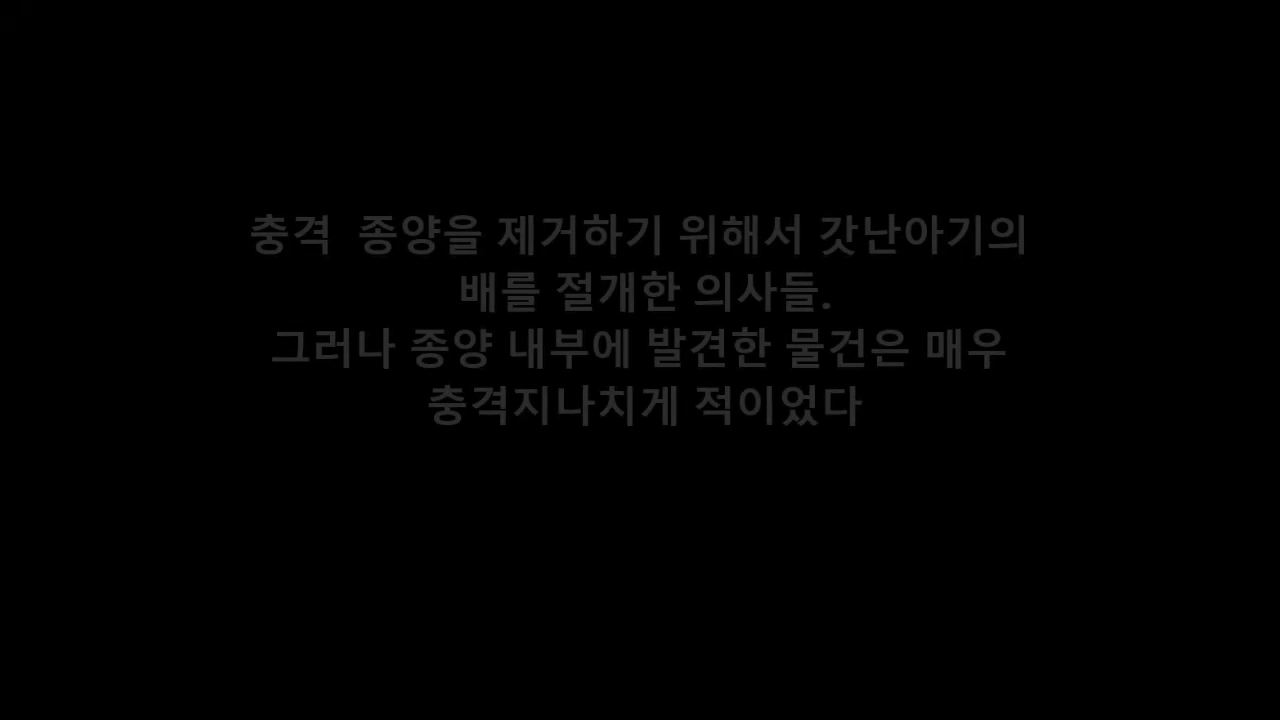 충격  종양을 제거하기 위해서 갓난아기의
배를 절개한 의사들.
그러나 종양 내부에 발견한 물건은 매우
충격지나치게 적이었다